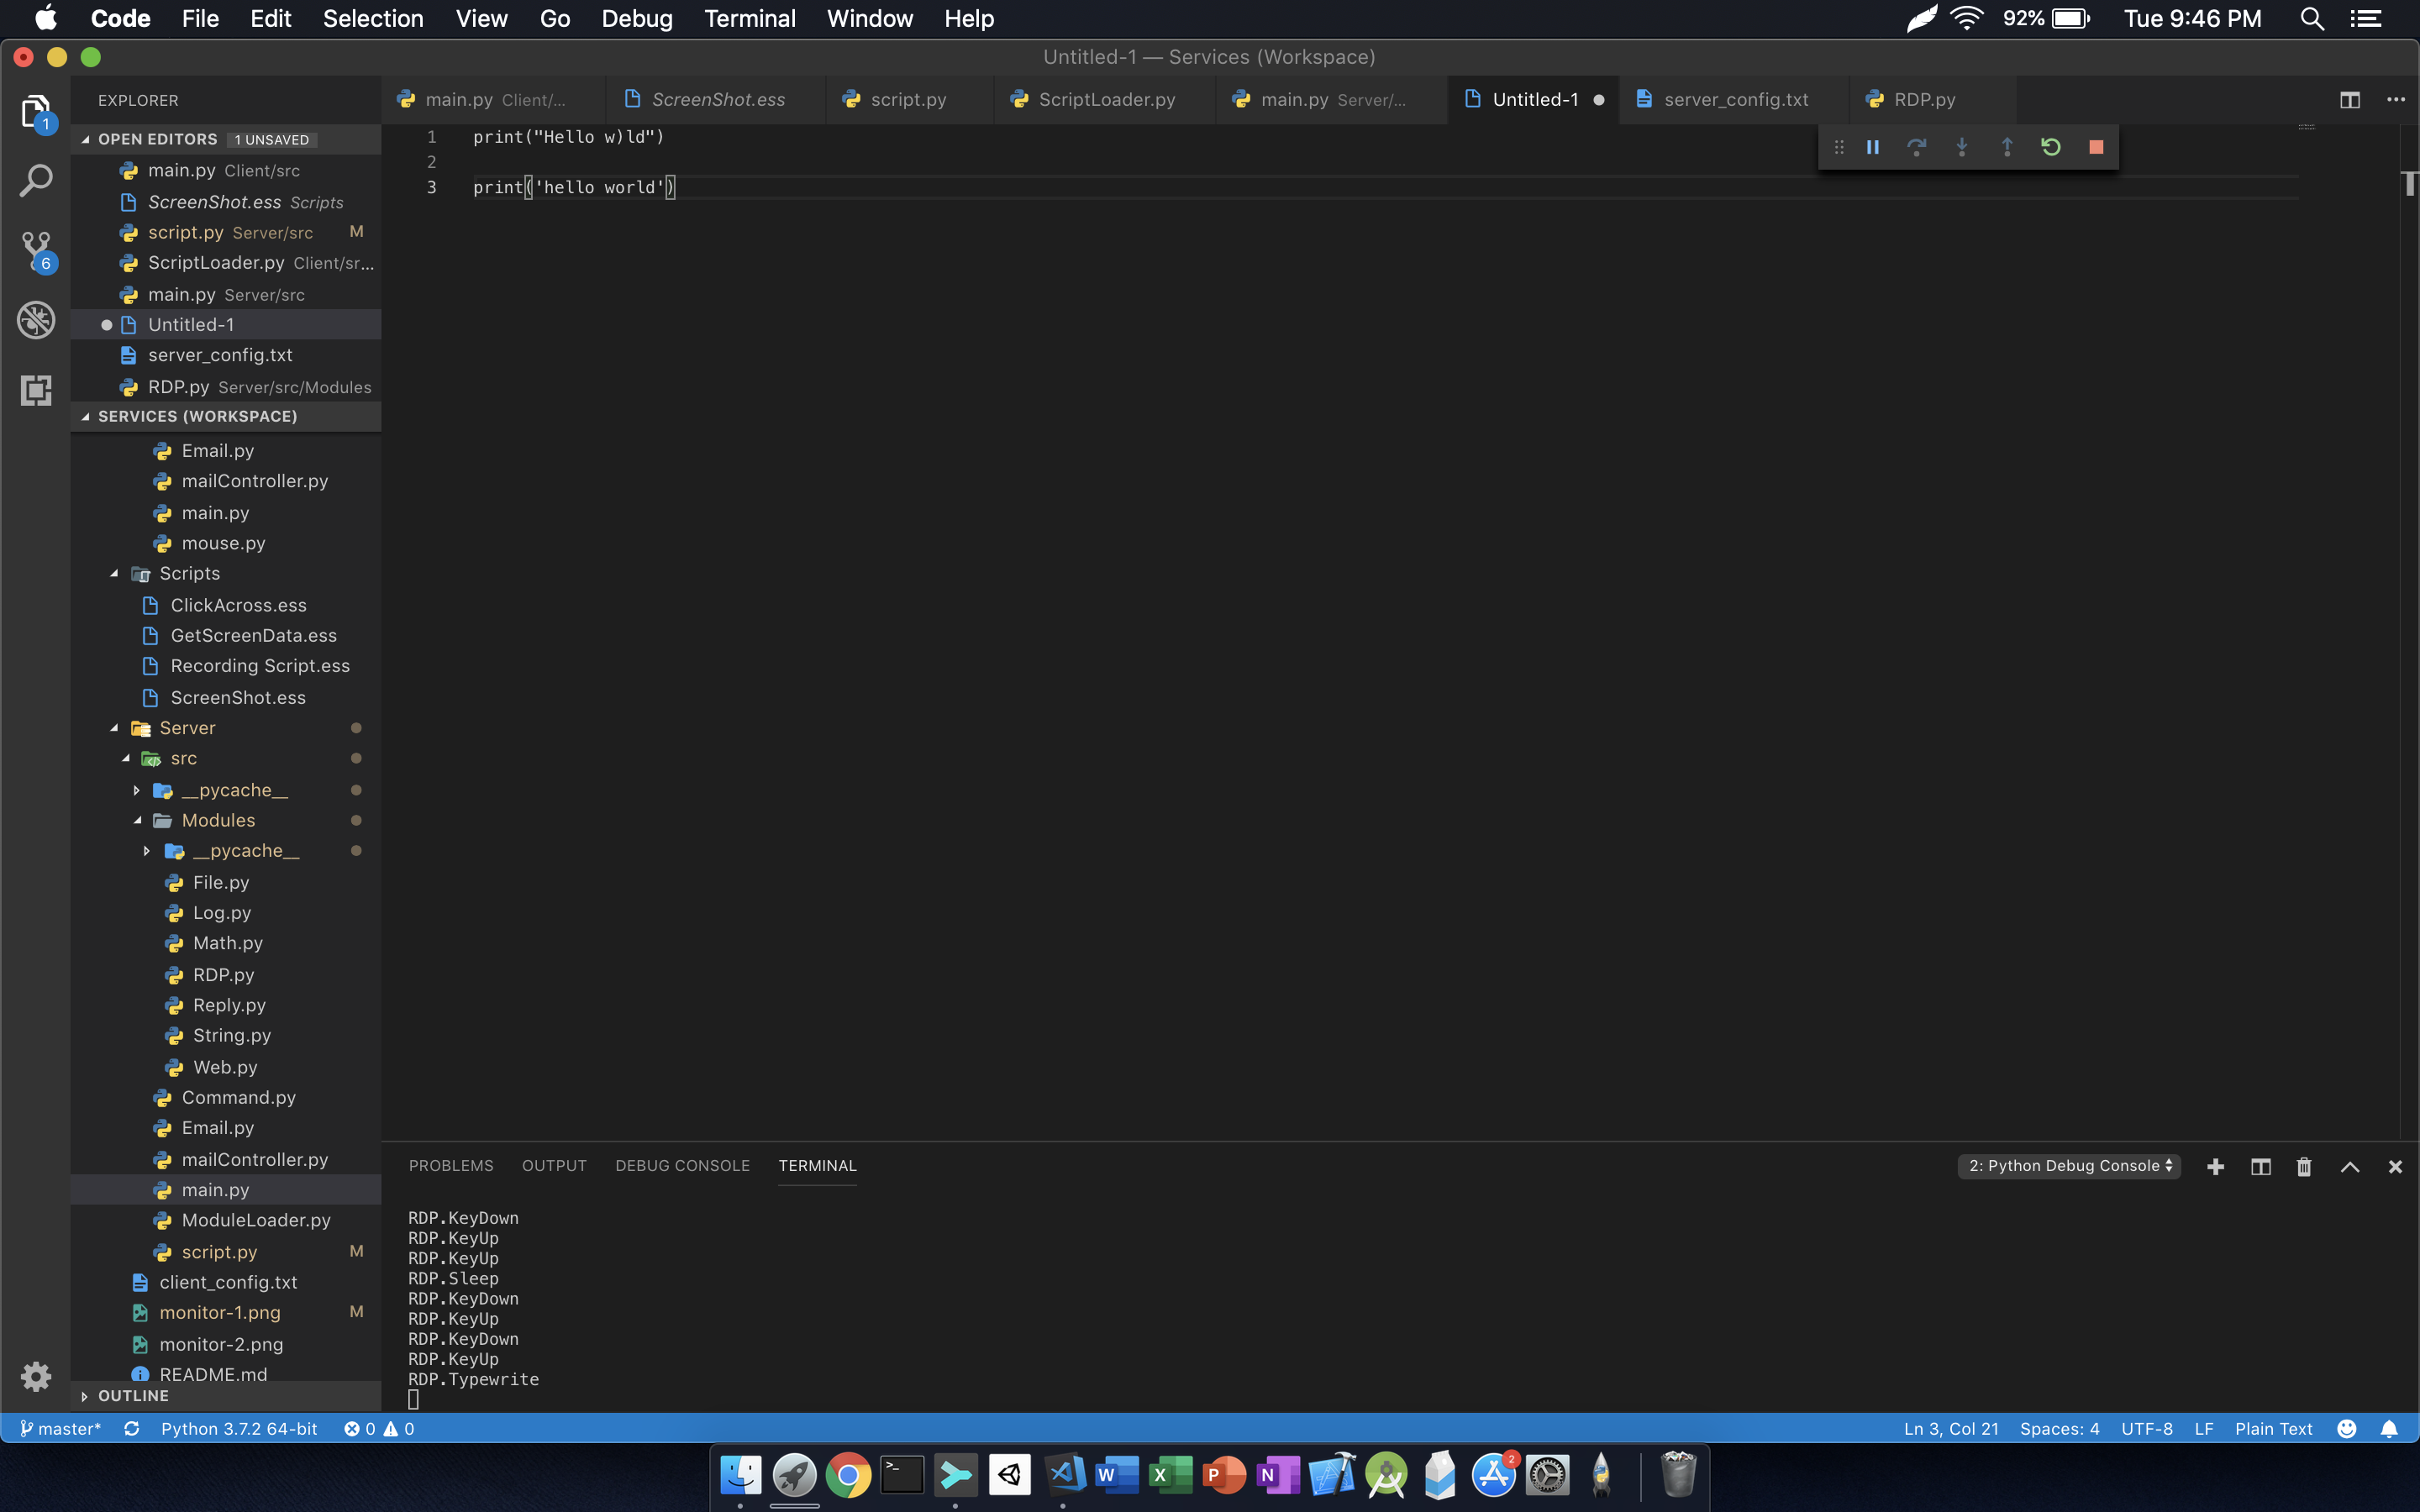 Code File Edit Selection View Go Debug Terminal Window Help 92% Tue 9:46 PM
Untitled-1 — Services (Workspace)
EXPLORER
main.py Client/... ScreenShot.ess script.py ScriptLoader.py main.py Server/... Untitled-1 server_config.txt RDP.py
1
OPEN EDITORS 1 UNSAVED
main.py Client/src
ScreenShot.ess Scripts
script.py Server/src M
ScriptLoader.py Client/sr...
main.py Server/src
Untitled-1
server_config.txt
RDP.py Server/src/Modules
6
SERVICES (WORKSPACE)
Email.py
mailController.py
main.py
mouse.py
Scripts
ClickAcross.ess
GetScreenData.ess
Recording Script.ess
ScreenShot.ess
Server
src
__pycache__
Modules
__pycache__
File.py
Log.py
Math.py
RDP.py
Reply.py
String.py
Web.py
Command.py
Email.py
mailController.py
main.py
ModuleLoader.py
script.py M
client_config.txt
monitor-1.png M
monitor-2.png
README.md
OUTLINE
1 print("Hello w)ld")
2
3 print('hello world')
PROBLEMS OUTPUT DEBUG CONSOLE TERMINAL 2: Python Debug Console
RDP.KeyDown
RDP.KeyUp
RDP.KeyUp
RDP.Sleep
RDP.KeyDown
RDP.KeyUp
RDP.KeyDown
RDP.KeyUp
RDP.Typewrite
master* Python 3.7.2 64-bit 0 0 Ln 3, Col 21 Spaces: 4 UTF-8 LF Plain Text
>_ W X P N 2